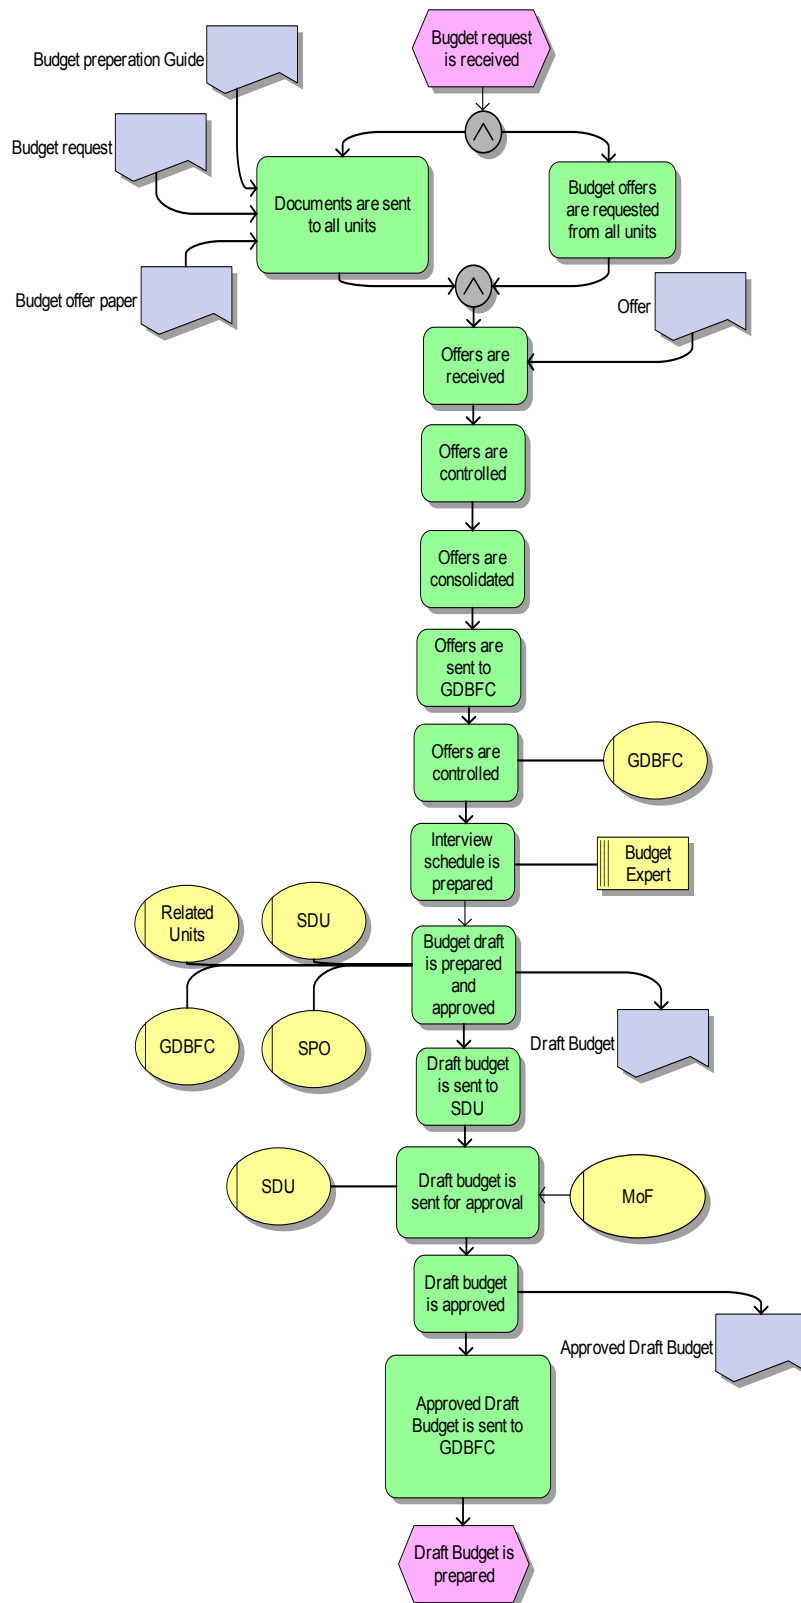 Bugdet request
is received
Budget preperation Guide
Budget request
Documents are sent
to all units
Budget offers
are requested
from all units
Budget offer paper
Offer
Offers are
received
Offers are
controlled
Offers are
consolidated
Offers are
sent to
GDBFC
Offers are
controlled
GDBFC
Interview
schedule is
prepared
Budget
Expert
Related
Units
SDU
Budget draft
is prepared
and
approved
GDBFC
SPO
Draft Budget
Draft budget
is sent to
SDU
SDU
Draft budget is
sent for approval
MoF
Draft budget
is approved
Approved Draft Budget
Approved Draft
Budget is sent to
GDBFC
Draft Budget is
prepared